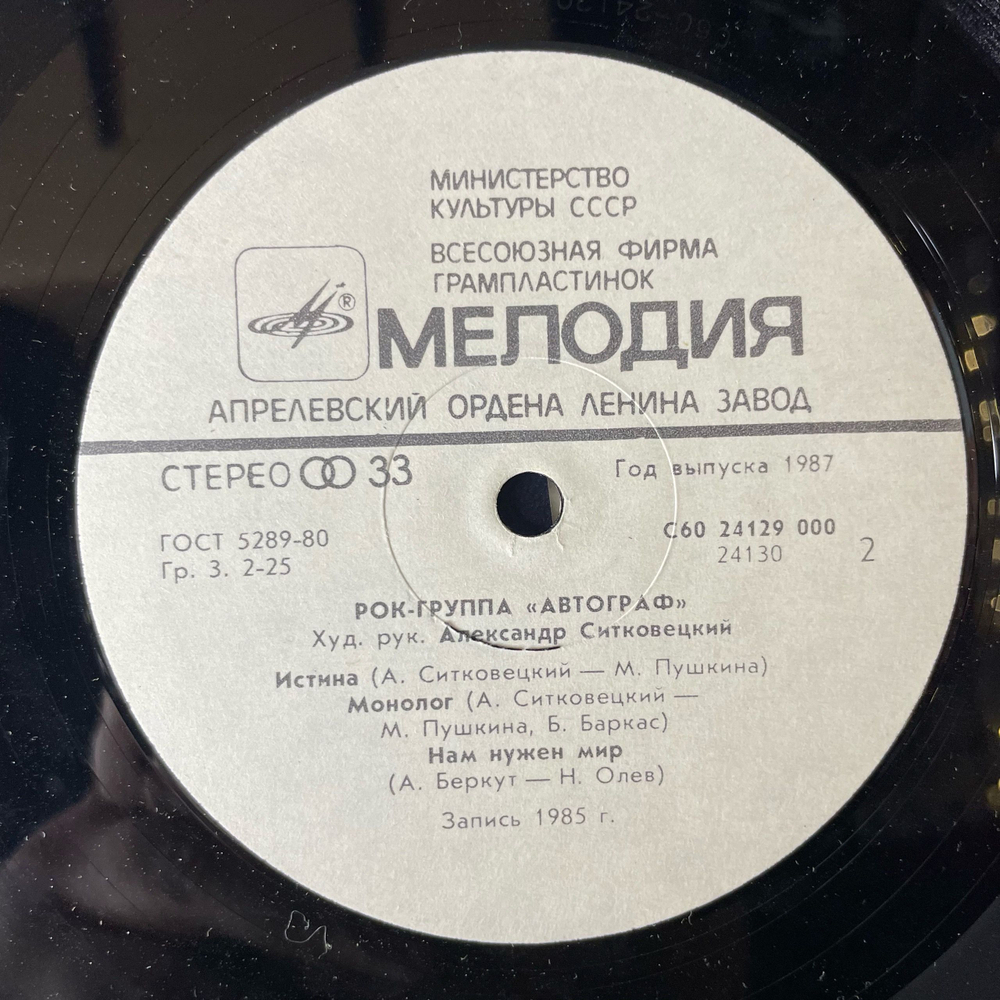 МИНИСТЕРСТВО
КУЛЬТУРЫ СССР
ВСЕСОЮЗНАЯ ФИРМА
ГРАМПЛАСТИНОК
® МЕЛОДИЯ
АПРЕЛЕВСКИЙ ОРДЕНА ЛЕНИНА ЗАВОД
СТЕРЕО 33
Год выпуска 1987
ГОСТ 5289-80
Гр. 3. 2-25
С60 24129 000
24130
2
РОК-ГРУППА «АВТОГРАФ»
Худ. рук. Александр Ситковецкий
Истина (А. Ситковецкий — М. Пушкина)
Монолог (А. Ситковецкий —
М. Пушкина, Б. Баркас)
Нам нужен мир
(А. Беркут — Н. Олев)
Запись 1985 г.